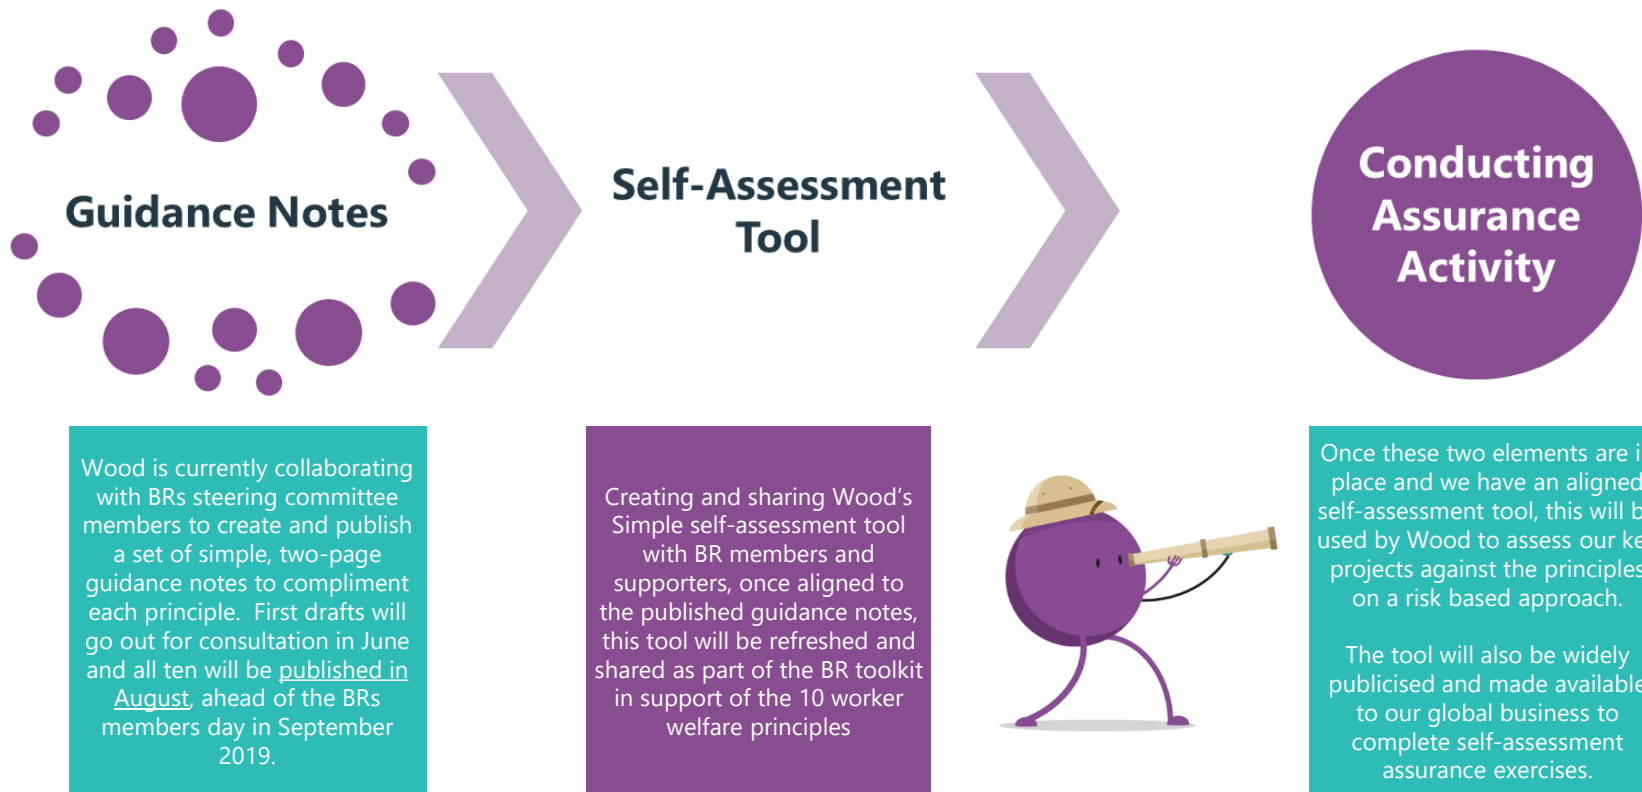 Guidance Notes
Self-Assessment
Tool
Conducting
Assurance
Activity
Wood is currently collaborating
with BRs steering committee
members to create and publish
a set of simple, two-page
guidance notes to compliment
each principle.  First drafts will
go out for consultation in June
and all ten will be published in
August, ahead of the BRs
members day in September
2019.
Creating and sharing Wood's
Simple self-assessment tool
with BR members and
supporters, once aligned to
the published guidance notes,
this tool will be refreshed and
shared as part of the BR toolkit
in support of the 10 worker
welfare principles
Once these two elements are
place and we have an aligned
self-assessment tool, this will
used by Wood to assess our
projects against the principles
on a risk based approach.
The tool will also be widely
publicised and made available
to our global business to
complete self-assessment
assurance exercises.